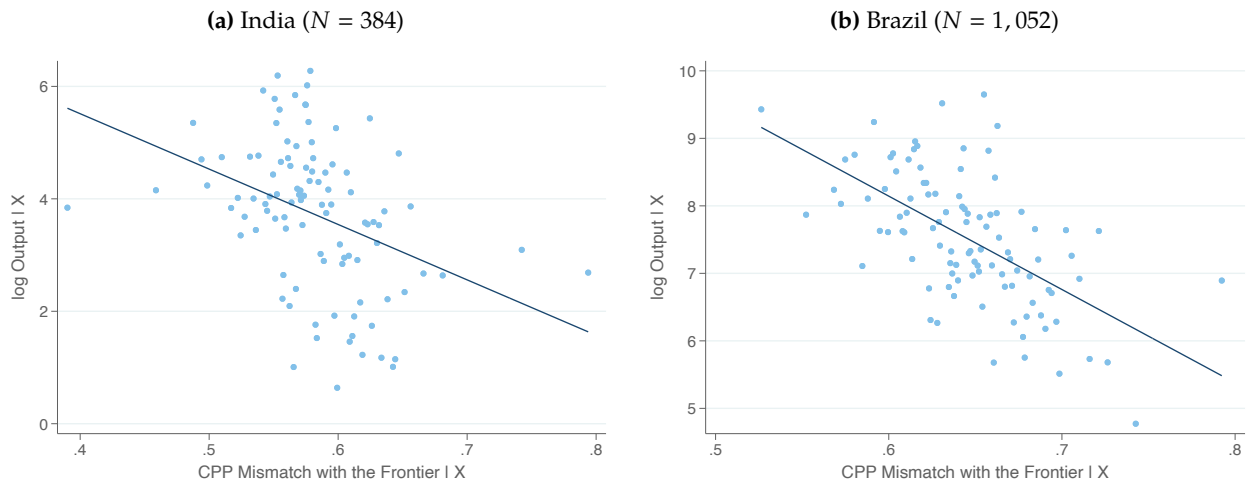 (a) India (N = 384)
6
4
2
0
log Output | X
.4 .5 .6 .7 .8
CPP Mismatch with the Frontier | X
(b) Brazil (N = 1,052)
10
9
8
7
6
5
log Output | X
.5 .6 .7 .8
CPP Mismatch with the Frontier | X